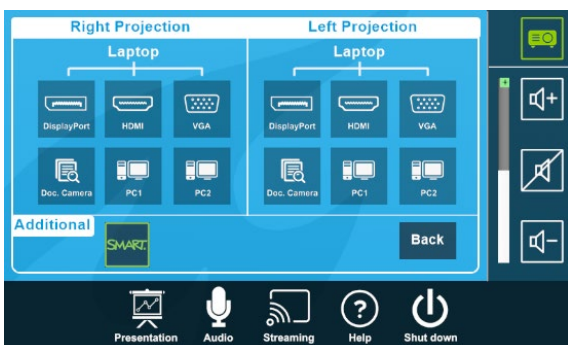 Right Projection
Left Projection
Laptop
Laptop
DisplayPort
HDMI
VGA
DisplayPort
HDMI
VGA
Doc. Camera
PC1
PC2
Doc. Camera
PC1
PC2
Additional
SMART.
Back
Presentation
Audio
Streaming
Help
Shut down